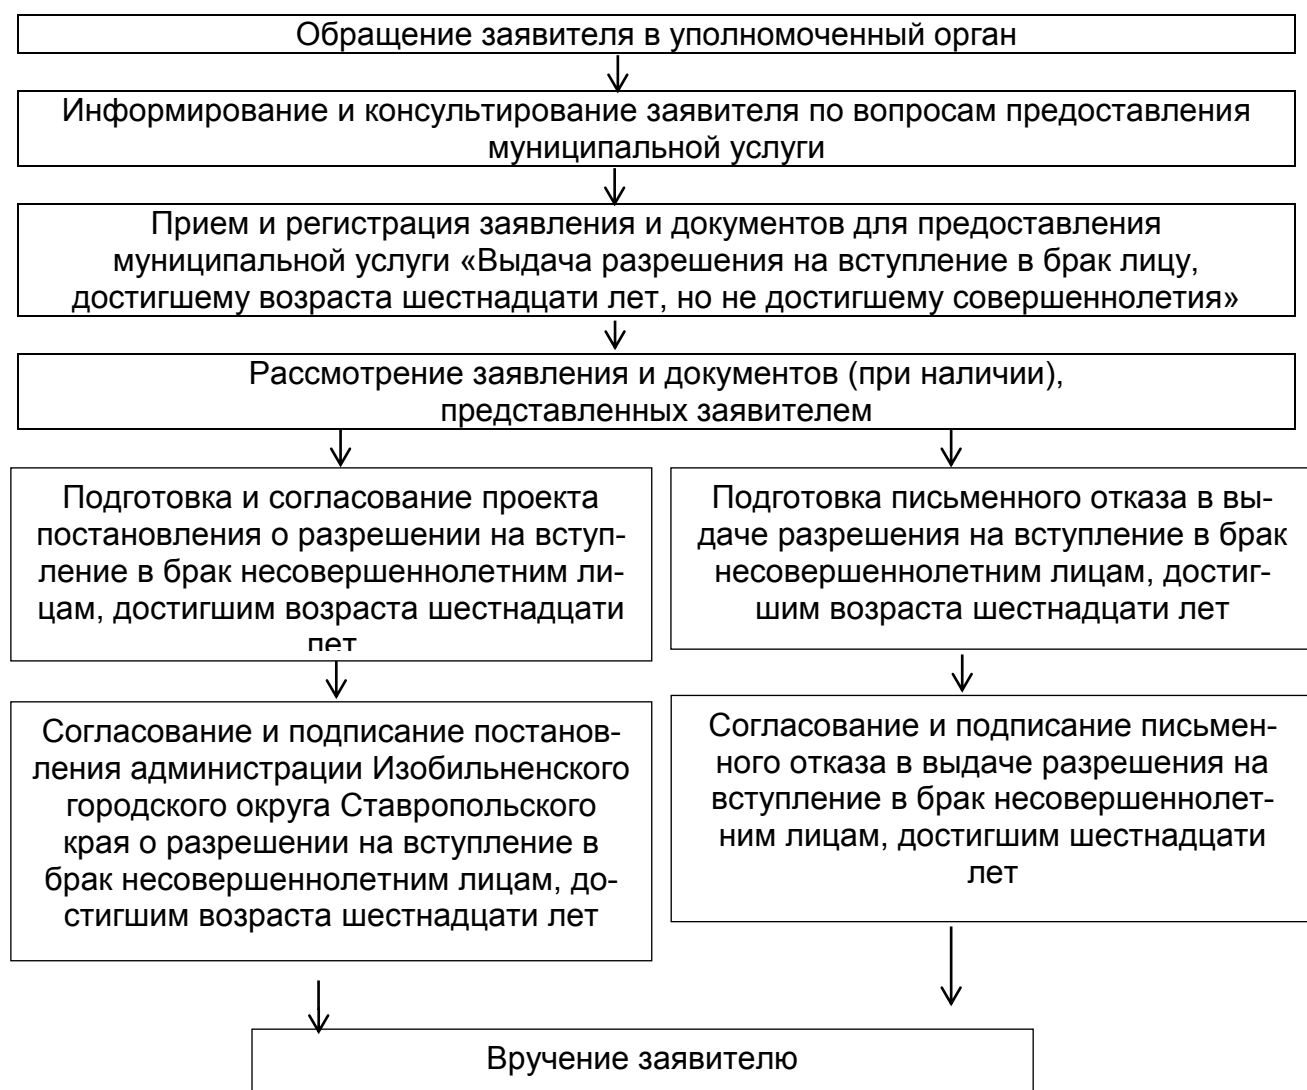 Обращение заявителя в уполномоченный орган
Информирование и консультирование заявителя по вопросам предоставления
муниципальной услуги
Прием и регистрация заявления и документов для предоставления
муниципальной услуги «Выдача разрешения на вступление в брак лицу,
достигшему возраста шестнадцати лет, но не достигшему совершеннолетия»
Рассмотрение заявления и документов (при наличии),
представленных заявителем
Подготовка и согласование проекта
постановления о разрешении на вступ-
ление в брак несовершеннолетним ли-
цам, достигшим возраста шестнадцати
лет
Подготовка письменного отказа в вы-
даче разрешения на вступление в брак
несовершеннолетним лицам, достиг-
шим возраста шестнадцати лет
Согласование и подписание постанов-
ления администрации Изобильненского
городского округа Ставропольского
края о разрешении на вступление в
брак несовершеннолетним лицам, до-
стигшим возраста шестнадцати лет
Согласование и подписание письмен-
ного отказа в выдаче разрешения на
вступление в брак несовершеннолет-
ним лицам, достигшим шестнадцати
лет
Вручение заявителю